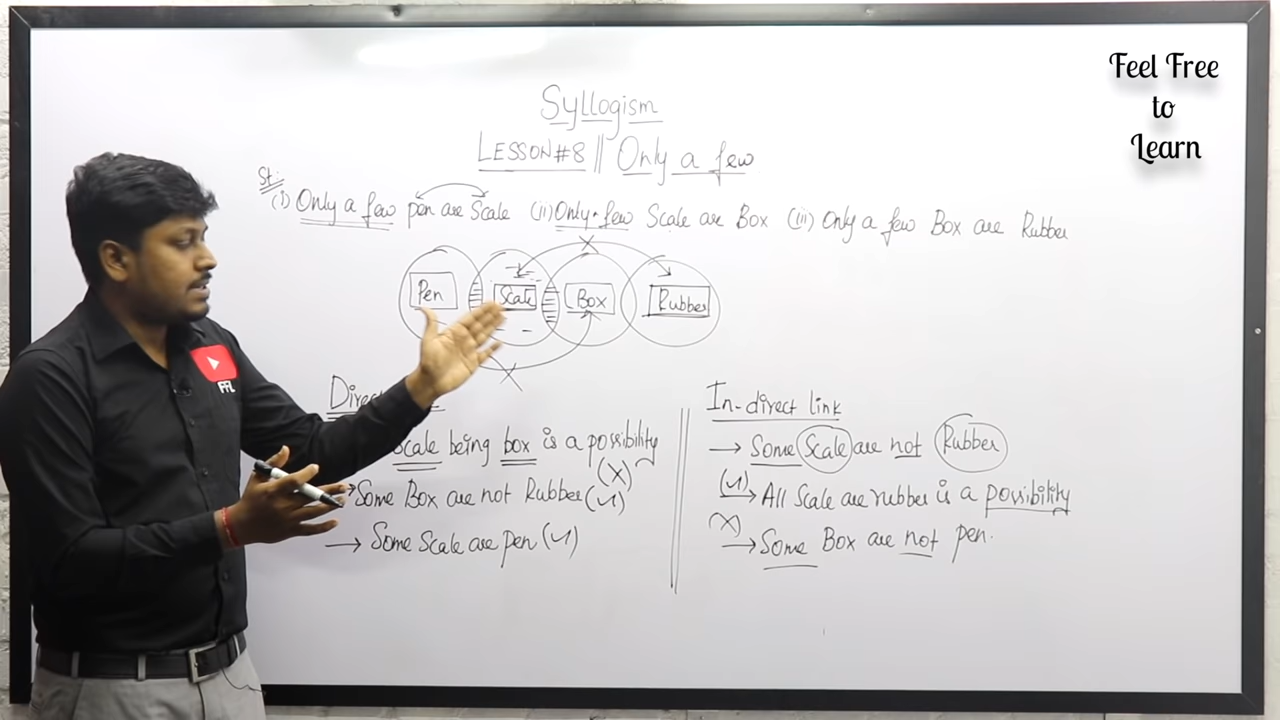 Feel Free
to
Learn
Syllogism
LESSON #8 || Only a few
St:
(i) Only a few pen are Scale (ii) Only a few Scale are Box (iii) Only a few Box are Rubber
Pen Scale Box Rubber
FFL
Scale being box is a possibility
(X)
→ Some Box are not Rubber (✓)
→ Some Scale are pen (✓)
In-direct link
→ Some Scale are not Rubber
(✓)
→ All Scale are rubber is a possibility
(X)
→ Some Box are not pen.